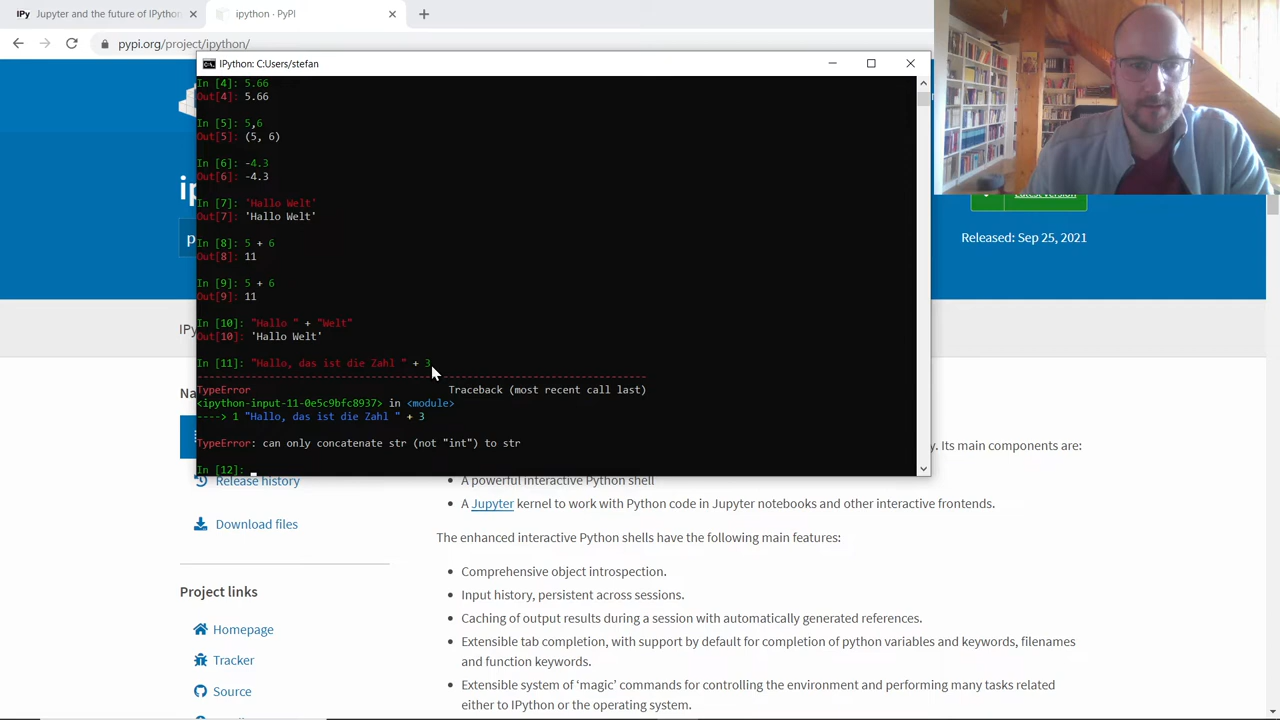 IPy Jupyter and the future of IPython
ipython · PyPI
pypi.org/project/ipython/
IPython: C:Users/stefan
In [4]: 5.66
Out[4]: 5.66
In [5]: 5,6
Out[5]: (5, 6)
In [6]: -4.3
Out[6]: -4.3
In [7]: 'Hallo Welt'
Out[7]: 'Hallo Welt'
In [8]: 5 + 6
Out[8]: 11
In [9]: 5 + 6
Out[9]: 11
In [10]: "Hallo " + "Welt"
Out[10]: 'Hallo Welt'
In [11]: "Hallo, das ist die Zahl " + 3
TypeError Traceback (most recent call last)
<ipython-input-11-0e5c9bfc8937> in <module>
----> 1 "Hallo, das ist die Zahl " + 3
TypeError: can only concatenate str (not "int") to str
In [12]:
Latest version
Released: Sep 25, 2021
Its main components are:
A powerful interactive Python shell
A Jupyter kernel to work with Python code in Jupyter notebooks and other interactive frontends.
The enhanced interactive Python shells have the following main features:
Comprehensive object introspection.
Input history, persistent across sessions.
Caching of output results during a session with automatically generated references.
Extensible tab completion, with support by default for completion of python variables and keywords, filenames
and function keywords.
Extensible system of ‘magic’ commands for controlling the environment and performing many tasks related
either to IPython or the operating system.
Release history
Download files
Project links
Homepage
Tracker
Source